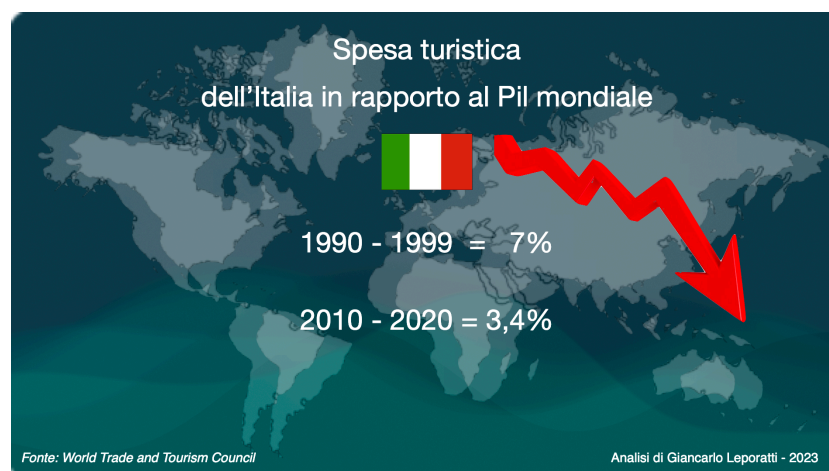 Spesa turistica
dell'Italia in rapporto al Pil mondiale
1990 - 1999 = 7%
2010 - 2020 = 3,4%
Fonte: World Trade and Tourism Council
Analisi di Giancarlo Leporatti - 2023